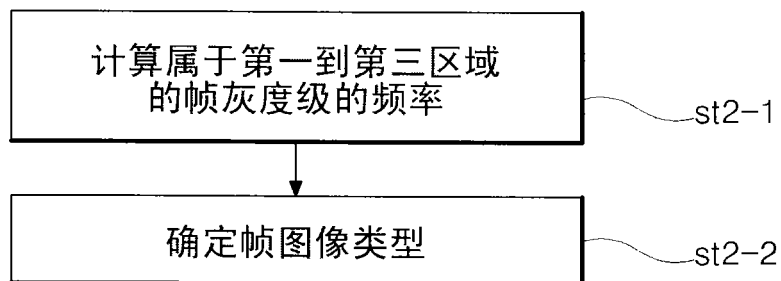 计算属于第一到第三区域
的帧灰度级的频率
st2-1
确定帧图像类型
st2-2